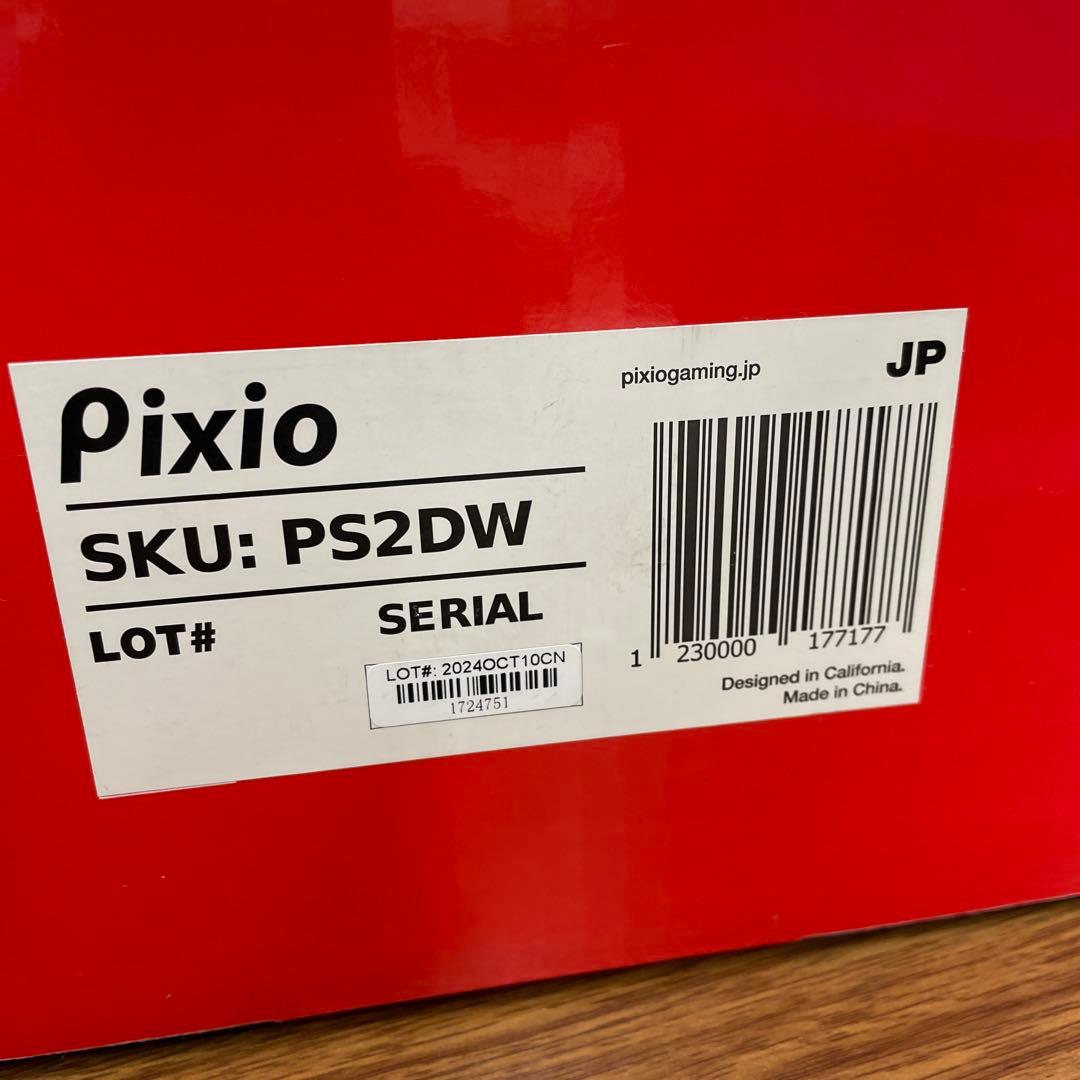 Pixio
SKU: PS2DW
LOT#
SERIAL
LOT#: 2024OCT10CN
1724751
pixiogaming.jp
JP
1 230000 177177
Designed in California.
Made in China.